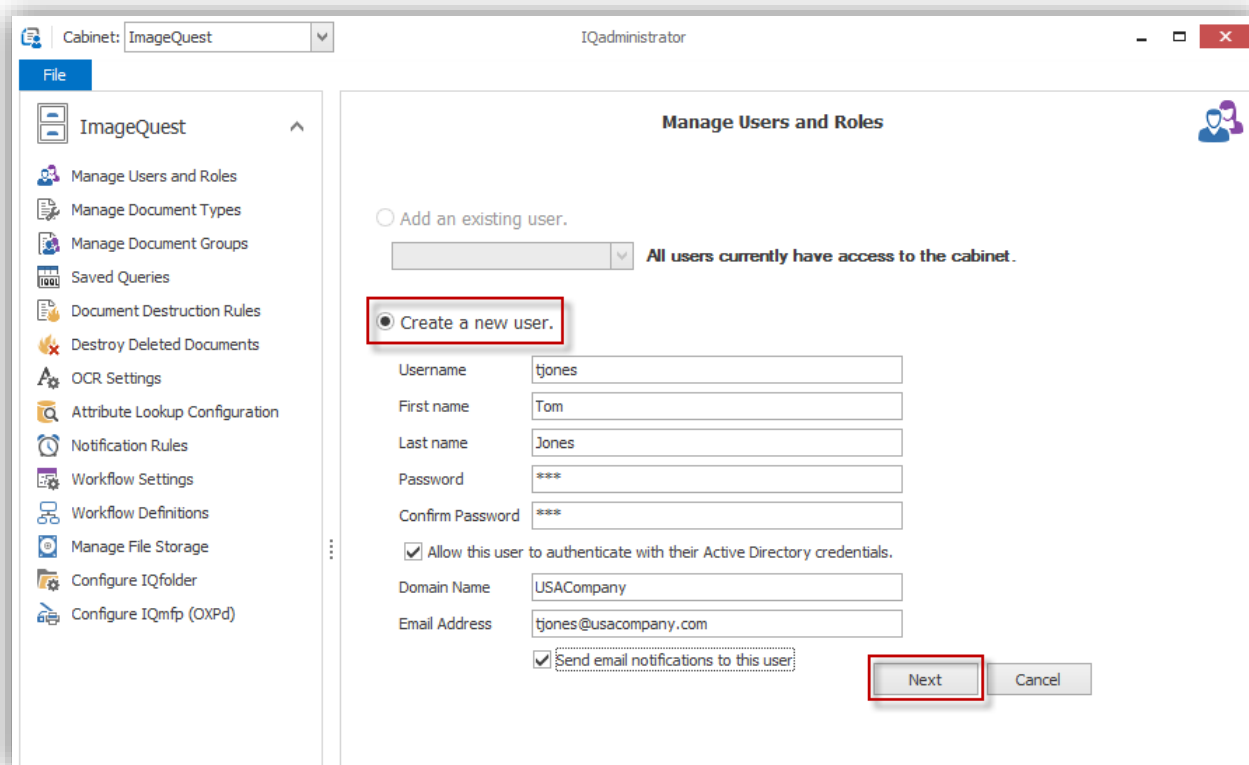 Cabinet: ImageQuest
IQadministrator
File
ImageQuest
Manage Users and Roles
Manage Document Types
Manage Document Groups
IQQL
Saved Queries
Document Destruction Rules
Destroy Deleted Documents
OCR Settings
Attribute Lookup Configuration
Notification Rules
Workflow Settings
Workflow Definitions
Manage File Storage
Configure IQfolder
Configure IQmfp (OXPd)
Manage Users and Roles
Add an existing user.
All users currently have access to the cabinet.
Create a new user.
Username tjones
First name Tom
Last name Jones
Password ***
Confirm Password ***
Allow this user to authenticate with their Active Directory credentials.
Domain Name USACompany
Email Address tjones@usacompany.com
Send email notifications to this user
Next Cancel